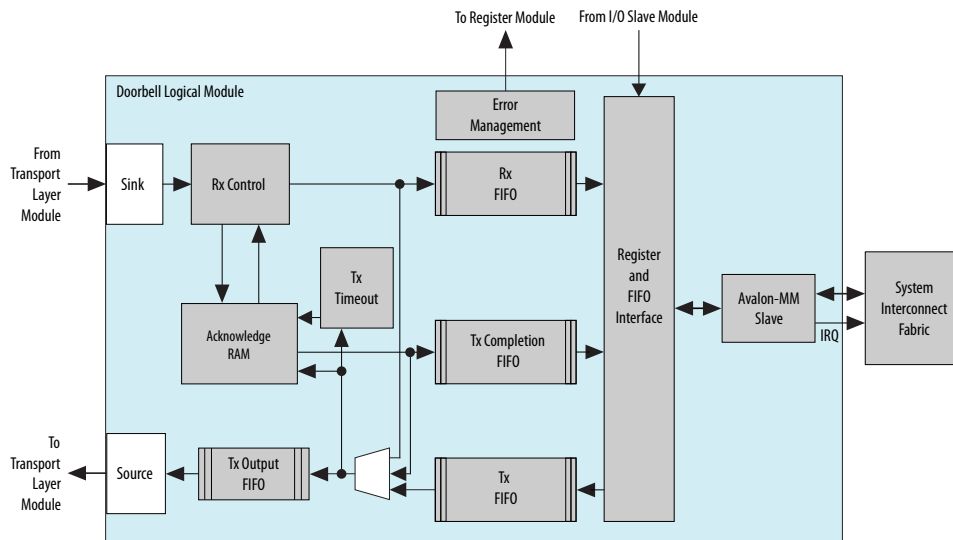 To Register Module
From I/O Slave Module
Doorbell Logical Module
Error
Management
From
Transport
Layer
Module
Sink
Rx Control
Rx
FIFO
Tx
Timeout
Register
and
FIFO
Interface
Acknowledge
RAM
Tx Completion
FIFO
Avalon-MM
Slave
IRQ
System
Interconnect
Fabric
To
Transport
Layer
Module
Source
Tx Output
FIFO
Tx
FIFO